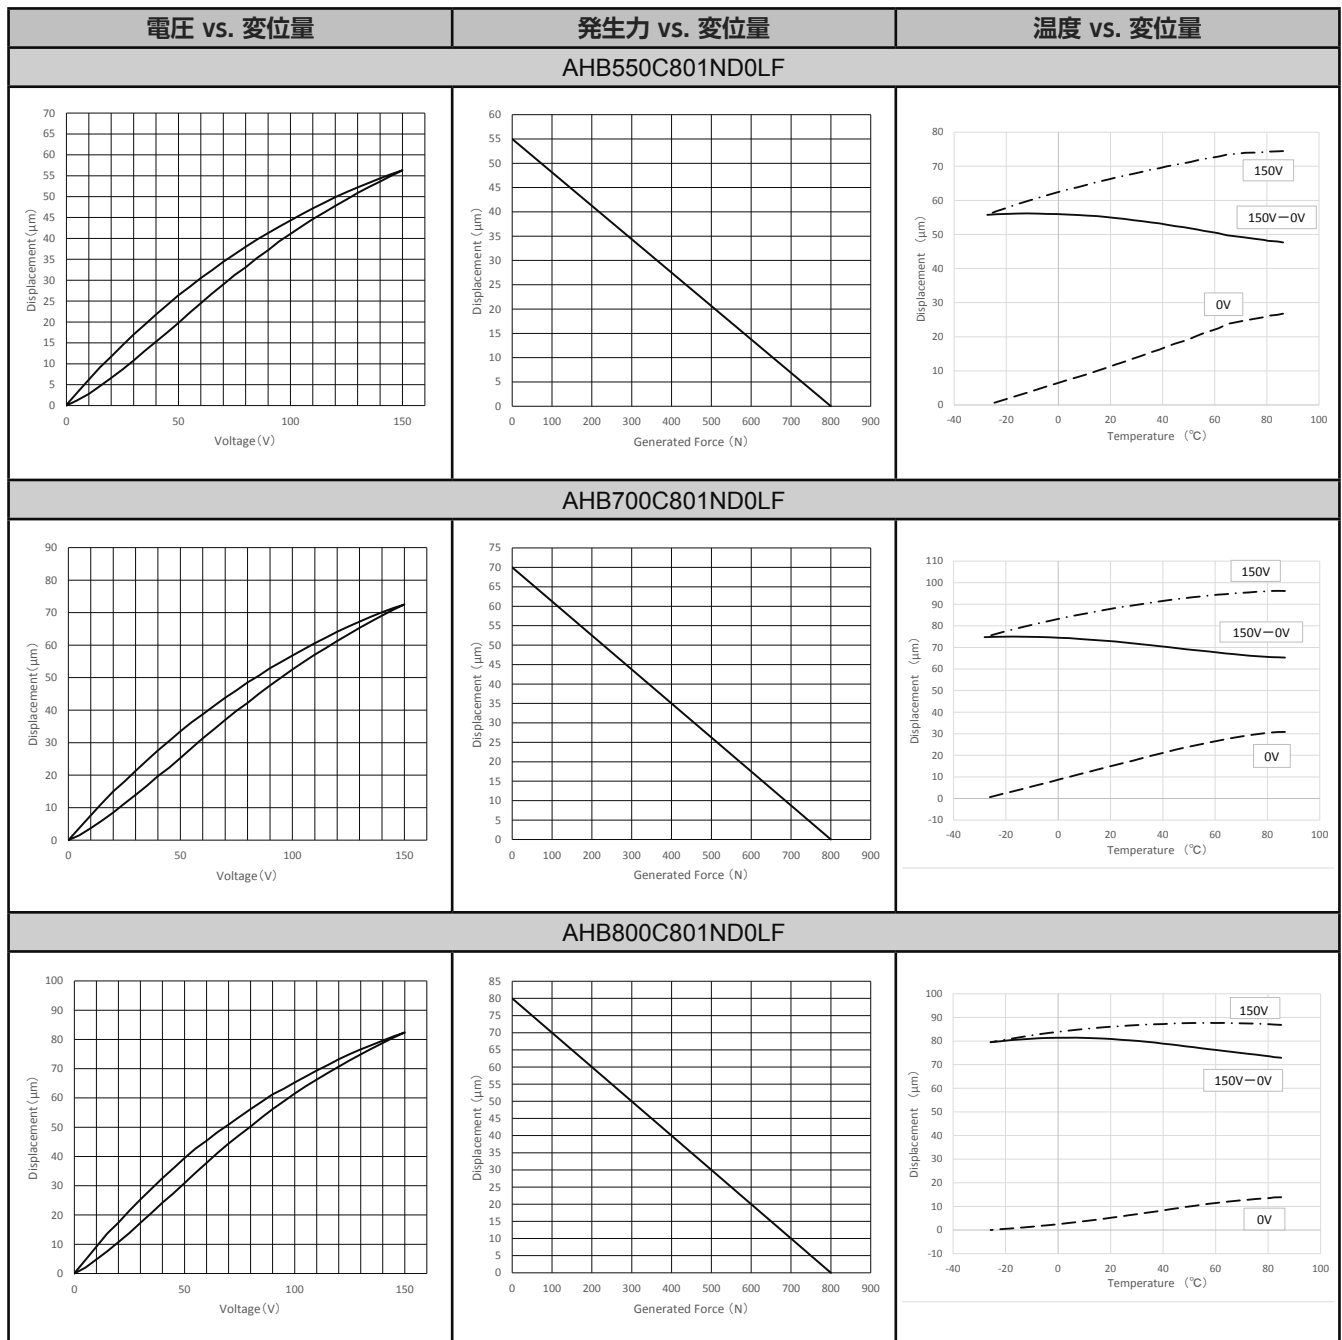 電圧 vs. 変位量 発生力 vs. 変位量 温度 vs. 変位量
AHB550C801ND0LF
70
65
60
55
50
45
40
35
30
25
20
15
10
5
0
Displacement(μm)
0 50 100 150
Voltage(V)
60
55
50
45
40
35
30
25
20
15
10
5
0
Displacement (μm)
0 100 200 300 400 500 600 700 800 900
Generated Force (N)
80
70
60
50
40
30
20
10
0
Displacement (μm)
150V
150V－0V
0V
-40 -20 0 20 40 60 80 100
Temperature (℃)
AHB700C801ND0LF
90
80
70
60
50
40
30
20
10
0
Displacement(μm)
0 50 100 150
Voltage(V)
75
70
65
60
55
50
45
40
35
30
25
20
15
10
5
0
Displacement (μm)
0 100 200 300 400 500 600 700 800 900
Generated Force (N)
110
100
90
80
70
60
50
40
30
20
10
0
-10
Displacement (μm)
150V
150V－0V
0V
-40 -20 0 20 40 60 80 100
Temperature (℃)
AHB800C801ND0LF
100
90
80
70
60
50
40
30
20
10
0
Displacement(μm)
0 50 100 150
Voltage(V)
85
80
75
70
65
60
55
50
45
40
35
30
25
20
15
10
5
0
Displacement (μm)
0 100 200 300 400 500 600 700 800 900
Generated Force (N)
100
90
80
70
60
50
40
30
20
10
0
-10
Displacement (μm)
150V
150V－0V
0V
-40 -20 0 20 40 60 80 100
Temperature (℃)